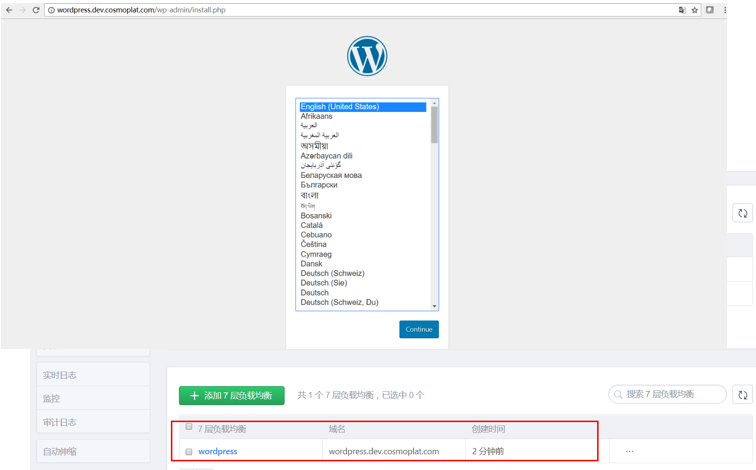 wordpress.dev.cosmoplat.com/wp-admin/install.php
English (United States)
Afrikaans
العربية
العربية المغربية
অসমীয়া
Azərbaycan dili
گؤنئی آذربایجان
Беларуская мова
Български
বাংলা
Bosanski
Català
Cebuano
Čeština
Cymraeg
Dansk
Deutsch (Schweiz)
Deutsch (Sie)
Deutsch
Deutsch (Schweiz, Du)
Continue
实时日志
监控
审计日志
自动伸缩
添加 7 层负载均衡
共 1 个 7 层负载均衡，已选中 0 个
搜索 7 层负载均衡
7 层负载均衡 域名 创建时间
wordpress wordpress.dev.cosmoplat.com 2 分钟前 ...